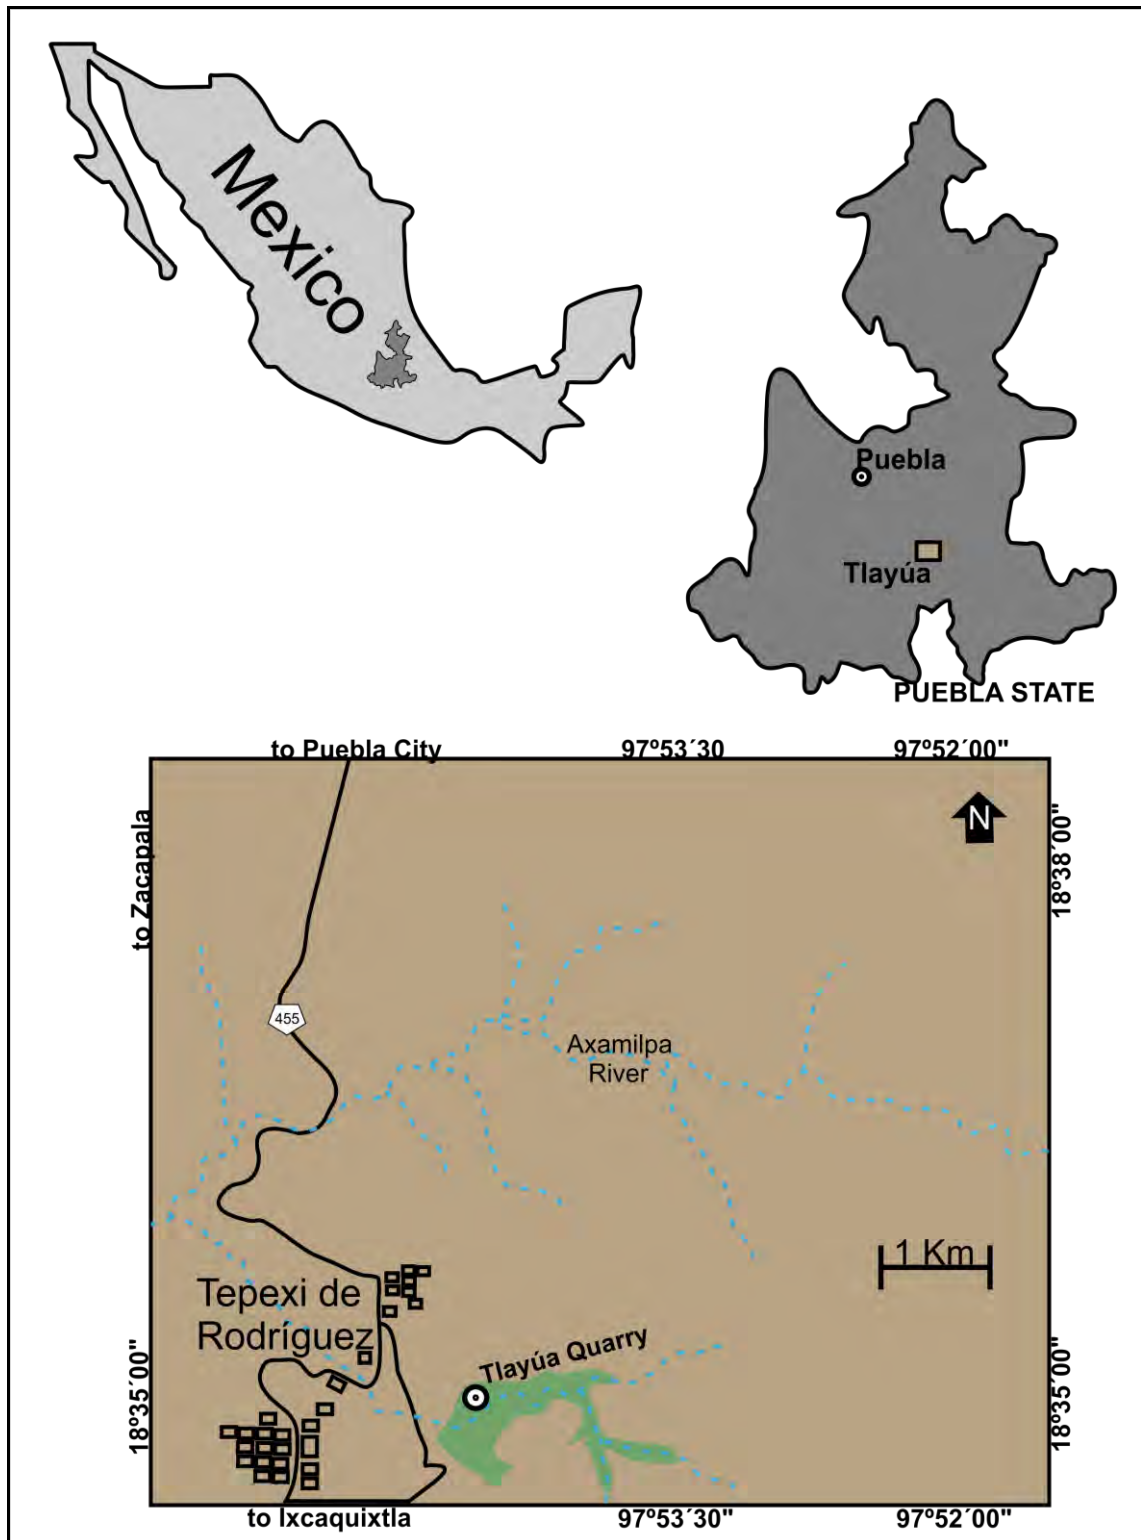 Mexico
Puebla
Tlayúa
PUEBLA STATE
to Puebla City
97º53´30
97º52´00"
to Zacapala
N
18º38´00"
455
Axamilpa
River
1 Km
Tepexi de
Rodríguez
Tlayúa Quarry
18º35´00"
18º35´00"
to Ixcaquixtla
97º53´30"
97º52´00"